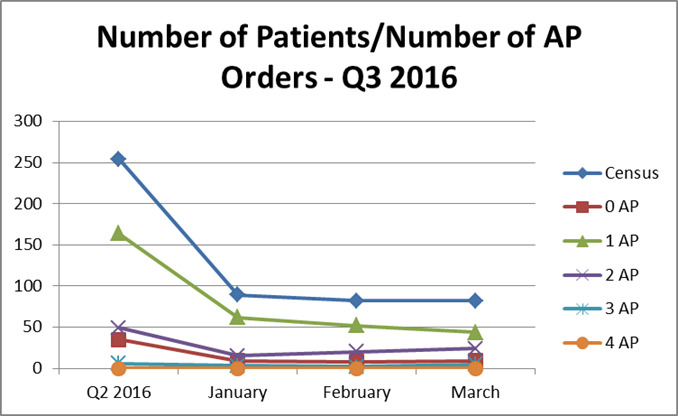 Number of Patients/Number of AP
Orders - Q3 2016
300
250
200
150
100
50
0
Q2 2016 January February March
Census
0 AP
1 AP
2 AP
3 AP
4 AP